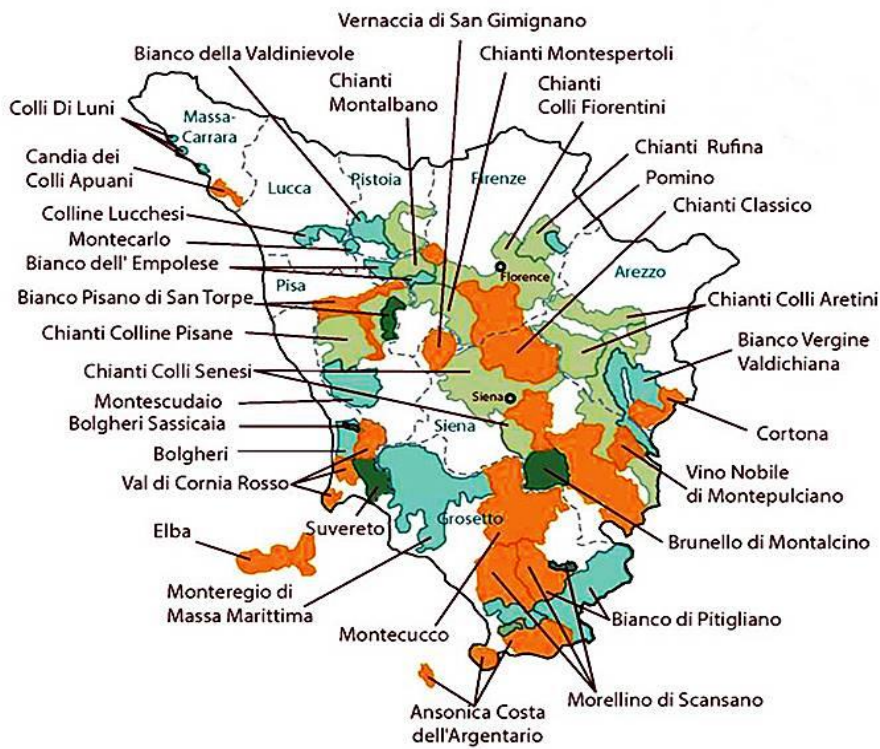 Vernaccia di San Gimignano
Bianco della Valdinievole
Chianti Montespertoli
Chianti
Montalbano
Chianti
Colli Fiorentini
Colli Di Luni
Massa-
Carrara
Candia dei
Colli Apuani
Lucca
Pistoia
Firenze
Chianti Rufina
Pomino
Chianti Classico
Colline Lucchesi
Montecarlo
Bianco dell' Empolese
Florence
Arezzo
Pisa
Bianco Pisano di San Torpe
Chianti Colli Aretini
Chianti Colline Pisane
Bianco Vergine
Valdichiana
Chianti Colli Senesi
Siena
Montescudaio
Bolgheri Sassicaia
Siena
Cortona
Bolgheri
Val di Cornia Rosso
Vino Nobile
di Montepulciano
Suvereto
Grosseto
Elba
Brunello di Montalcino
Monteregio di
Massa Marittima
Montecucco
Bianco di Pitigliano
Morellino di Scansano
Ansonica Costa
dell'Argentario